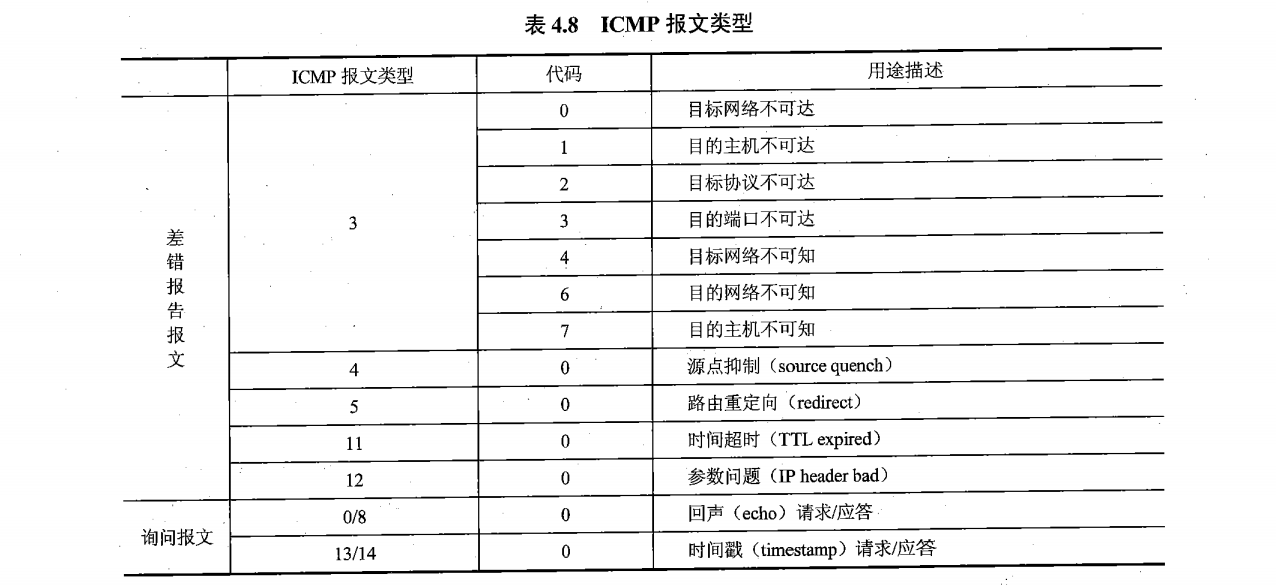 表 4.8 ICMP 报文类型
ICMP 报文类型 代码 用途描述
差错报告报文 3 0 目标网络不可达
1 目的主机不可达
2 目标协议不可达
3 目的端口不可达
4 目标网络不可知
6 目的网络不可知
7 目的主机不可知
4 0 源点抑制（source quench）
5 0 路由重定向（redirect）
11 0 时间超时（TTL expired）
12 0 参数问题（IP header bad）
询问报文 0/8 0 回声（echo）请求/应答
13/14 0 时间戳（timestamp）请求/应答